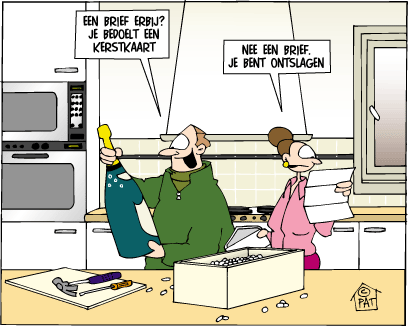 EEN BRIEF ERBIJ?
JE BEDOELT EEN
KERSTKAART
NEE EEN BRIEF.
JE BENT ONTSLAGEN
©
PAT